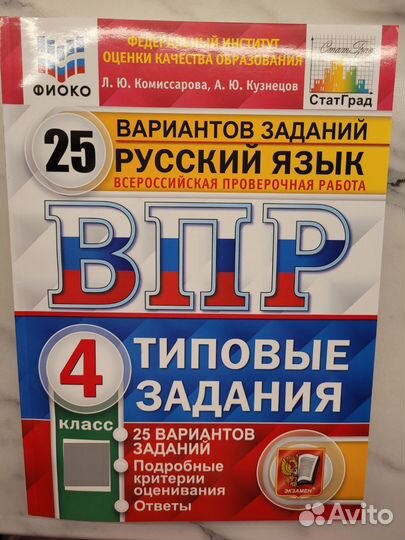 ФЕДЕРАЛЬНЫЙ ИНСТИТУТ
ОЦЕНКИ КАЧЕСТВА ОБРАЗОВАНИЯ
ФИОКО
Л. Ю. Комиссарова, А. Ю. Кузнецов
СтатГрад
СтатГрад
25
ВАРИАНТОВ ЗАДАНИЙ
РУССКИЙ ЯЗЫК
ВСЕРОССИЙСКАЯ ПРОВЕРОЧНАЯ РАБОТА
ВПР
4
класс
ТИПОВЫЕ
ЗАДАНИЯ
25 ВАРИАНТОВ
ЗАДАНИЙ
Подробные
критерии
оценивания
Ответы
ЭКЗАМЕН
Avito